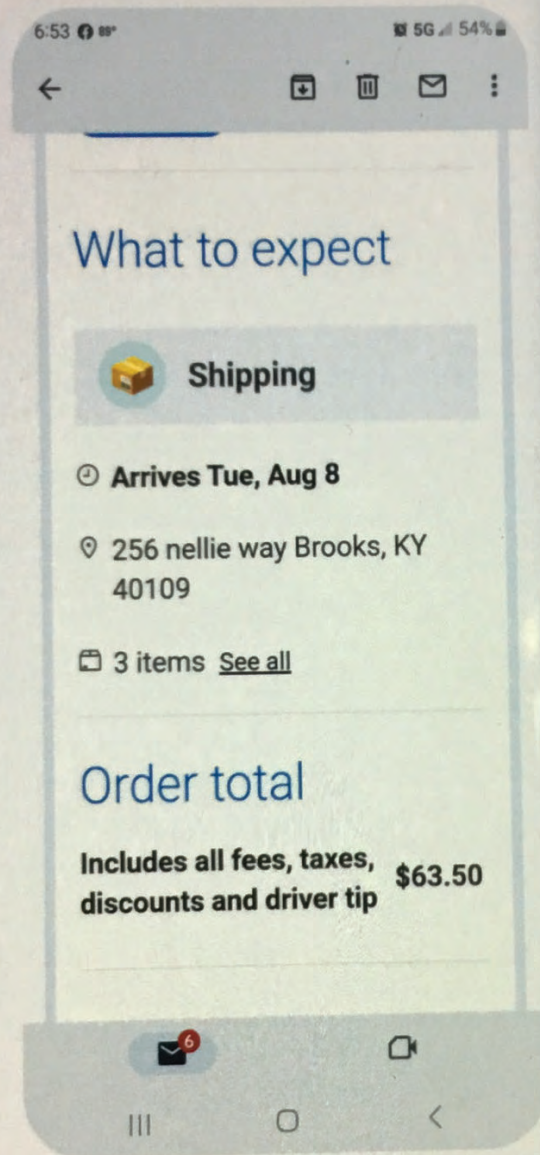 6:53 89° 5G 54%
What to expect
Shipping
Arrives Tue, Aug 8
256 nellie way Brooks, KY
40109
3 items See all
Order total
Includes all fees, taxes,
discounts and driver tip $63.50
6